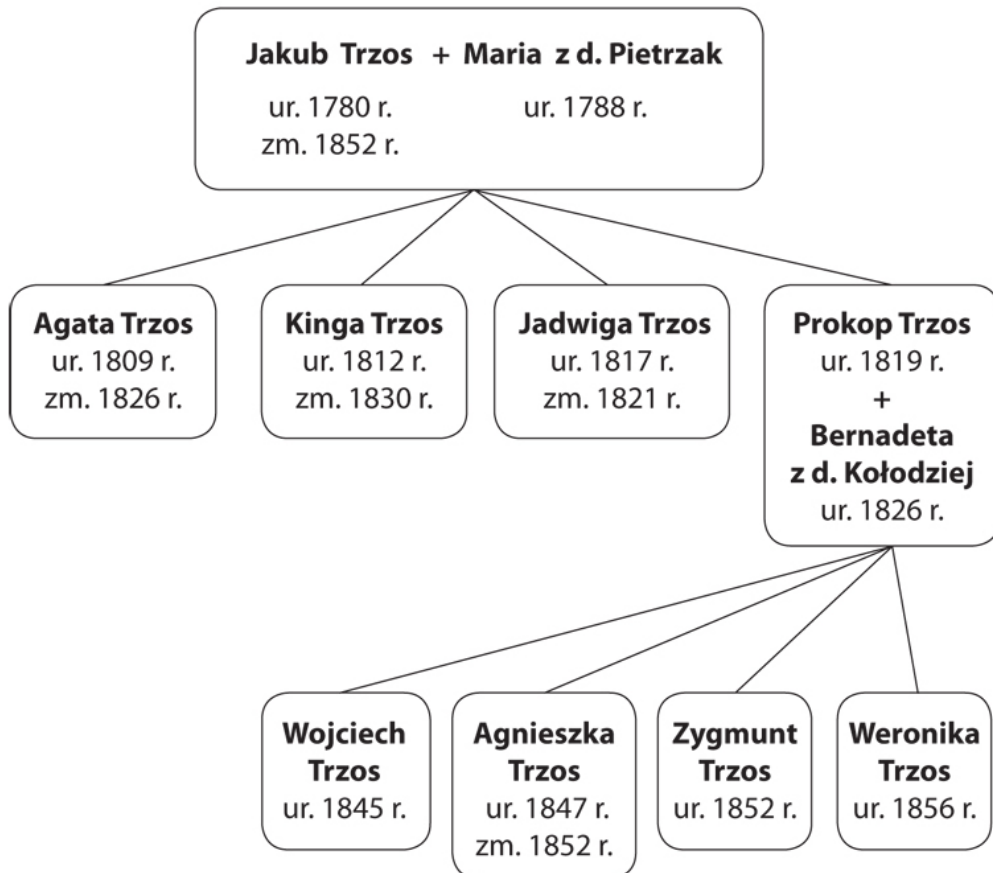 Jakub Trzos + Maria z d. Pietrzak
ur. 1780 r. ur. 1788 r.
zm. 1852 r.
Agata Trzos
ur. 1809 r.
zm. 1826 r.
Kinga Trzos
ur. 1812 r.
zm. 1830 r.
Jadwiga Trzos
ur. 1817 r.
zm. 1821 r.
Prokop Trzos
ur. 1819 r.
+
Bernadeta
z d. Kołodziej
ur. 1826 r.
Wojciech
Trzos
ur. 1845 r.
Agnieszka
Trzos
ur. 1847 r.
zm. 1852 r.
Zygmunt
Trzos
ur. 1852 r.
Weronika
Trzos
ur. 1856 r.